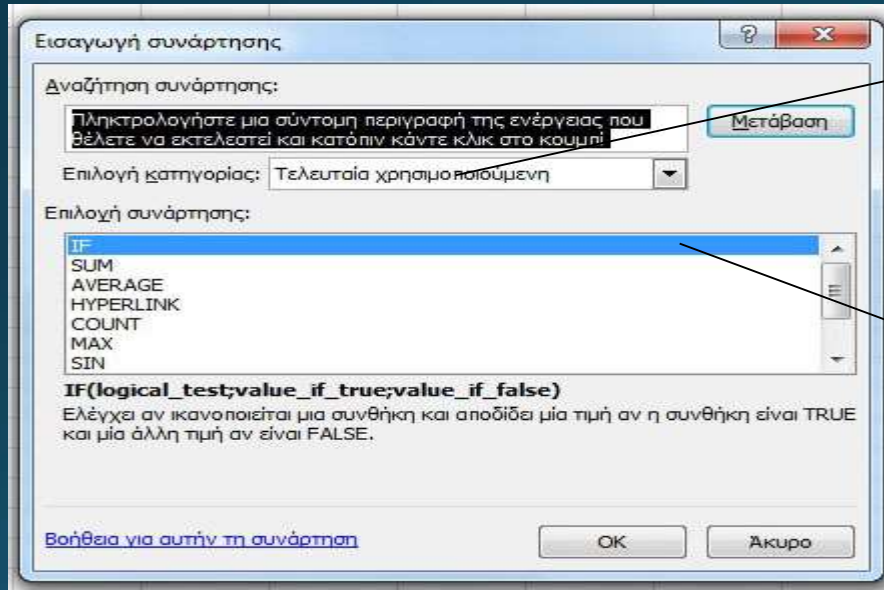 Εισαγωγή συνάρτησης
Αναζήτηση συνάρτησης:
Πληκτρολογήστε μια σύντομη περιγραφή της ενέργειας που
θέλετε να εκτελεστεί και κατόπιν κάντε κλικ στο κουμπί
Μετάβαση
Επιλογή κατηγορίας: Τελευταία χρησιμοποιούμενη
Επιλοχή συνάρτησης:
IF
SUM
AVERAGE
HYPERLINK
COUNT
MAX
SIN
IF(logical_test;value_if_true;value_if_false)
Ελέγχει αν ικανοποιείται μια συνθήκη και αποδίδει μία τιμή αν η συνθήκη είναι TRUE
και μία άλλη τιμή αν είναι FALSE.
Βοήθεια για αυτήν τη συνάρτηση
OK
Άκυρο